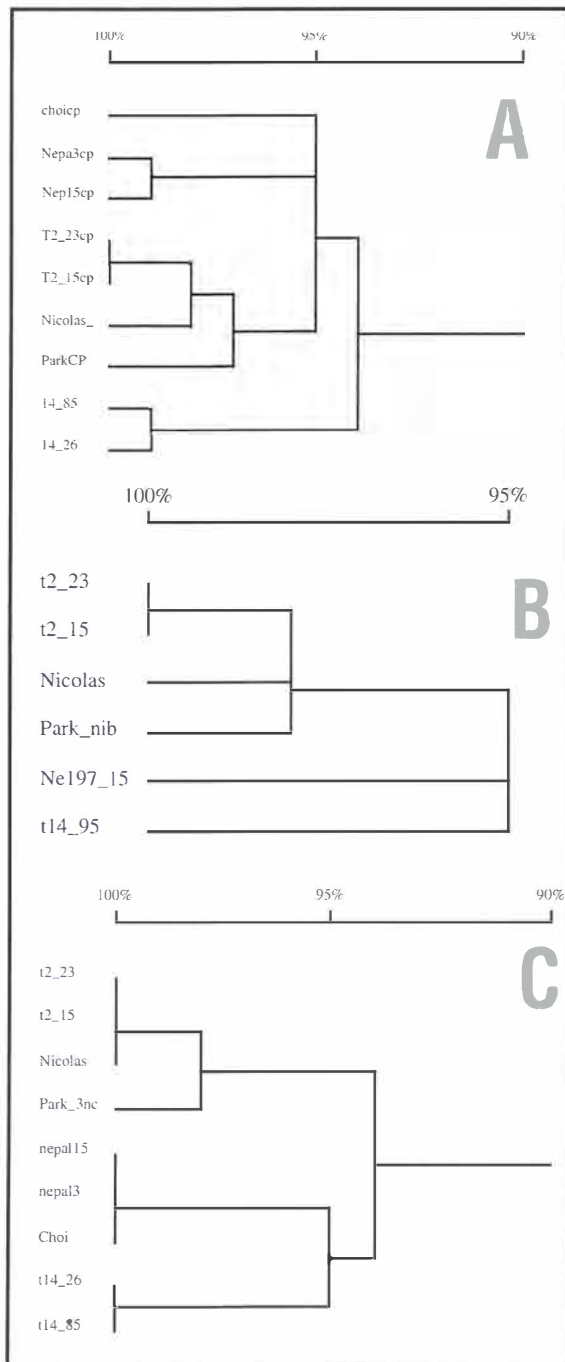 100% 95% 90%
A
choicp
Nepa3cp
Nep15cp
T2_23cp
T2_15cp
Nicolas_
ParkCP
14_85
14_26
100% 95%
B
t2_23
t2_15
Nicolas
Park_nib
Ne197_15
t14_95
100% 95% 90%
C
t2_23
t2_15
Nicolas
Park_3nc
nepal15
nepal3
Choi
t14_26
t14_85